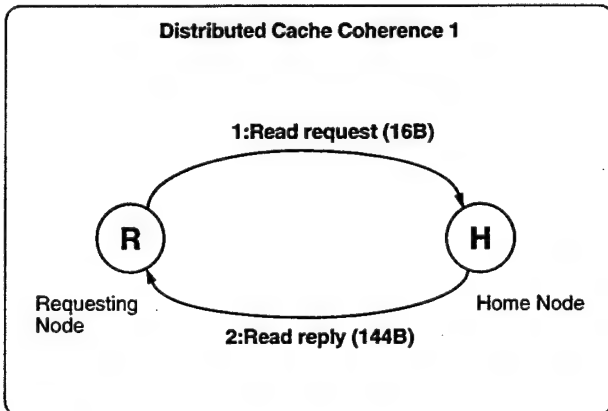 Distributed Cache Coherence 1
1:Read request (16B)
R
H
Requesting
Node
Home Node
2:Read reply (144B)